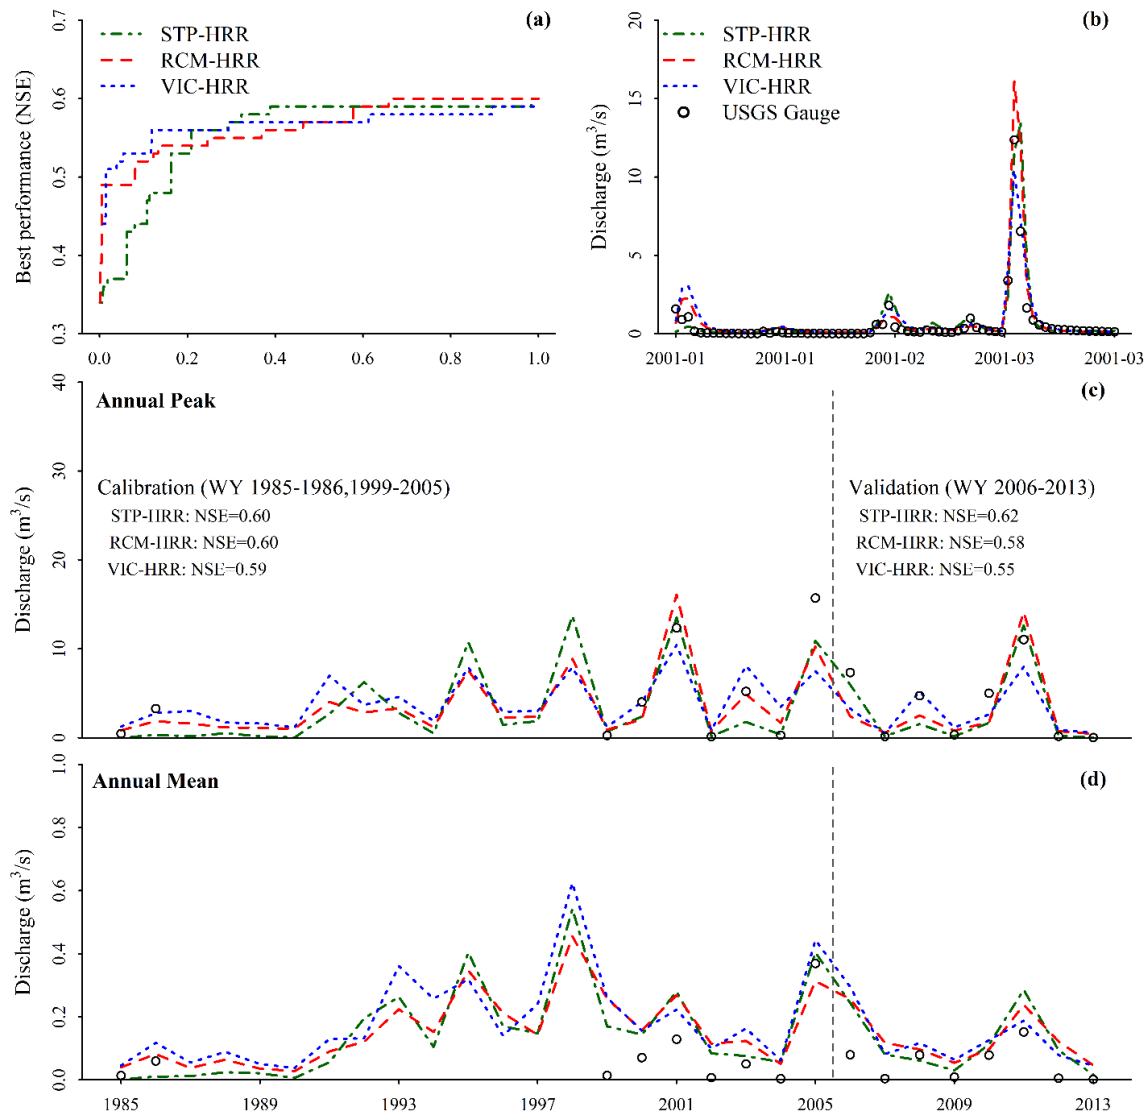 (a)
STP-HRR
RCM-HRR
VIC-HRR
Best performance (NSE)
0.7
0.6
0.5
0.4
0.3
0.0 0.2 0.4 0.6 0.8 1.0
(b)
STP-HRR
RCM-HRR
VIC-HRR
USGS Gauge
Discharge (m³/s)
20
15
10
5
0
2001-01 2001-01 2001-02 2001-03 2001-03
(c)
Annual Peak
Discharge (m³/s)
40
30
20
10
0
Calibration (WY 1985-1986,1999-2005)
STP-HRR: NSE=0.60
RCM-HRR: NSE=0.60
VIC-HRR: NSE=0.59
Validation (WY 2006-2013)
STP-HRR: NSE=0.62
RCM-HRR: NSE=0.58
VIC-HRR: NSE=0.55
(d)
Annual Mean
Discharge (m³/s)
1.0
0.8
0.6
0.4
0.2
0.0
1985 1989 1993 1997 2001 2005 2009 2013